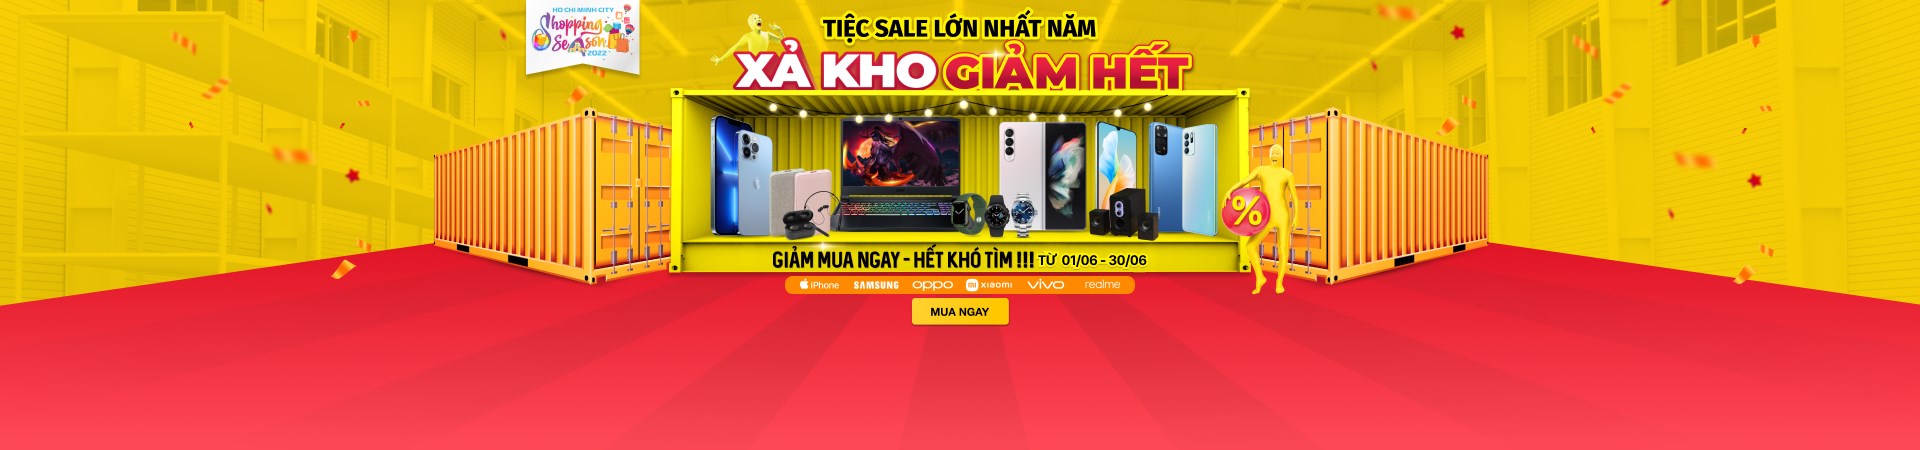 HO CHI MINH CITY
Shopping
Season
2022
TIỆC SALE LỚN NHẤT NĂM
XẢ KHO GIẢM HẾT
%
GIẢM MUA NGAY - HẾT KHÓ TÌM !!! TỪ 01/06 - 30/06
iPhone SAMSUNG oppo mi xiaomi vivo realme
MUA NGAY